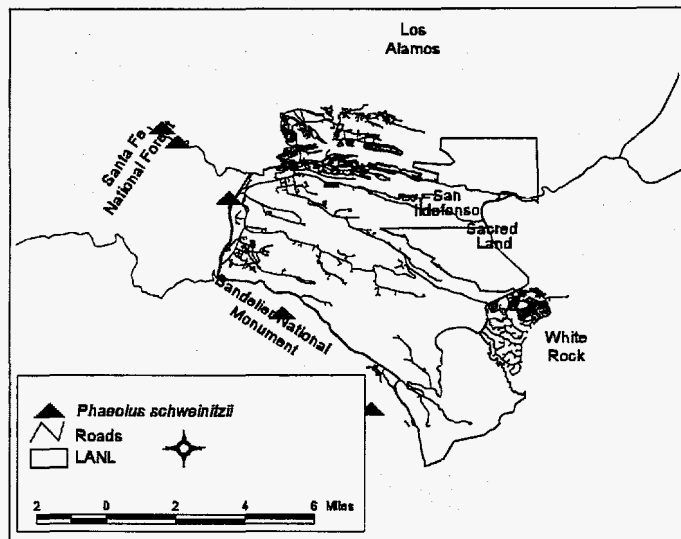 Los
Alamos
Santa Fe
National Forest
San
Ildefonso
Sacred
Land
Bandelier National
Monument
White
Rock
Phaeolus schweinitzii
Roads
LANL
2 0 2 4 6 Miles